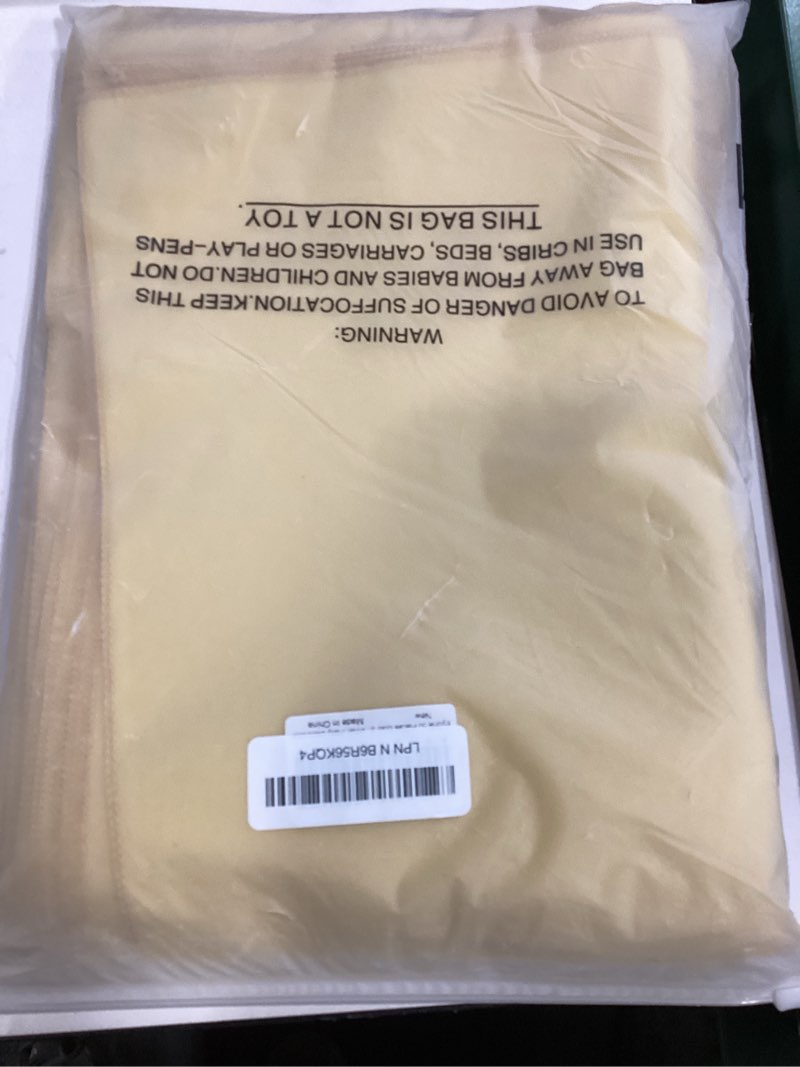 WARNING:
TO AVOID DANGER OF SUFFOCATION.KEEP THIS
BAG AWAY FROM BABIES AND CHILDREN.DO NOT
USE IN CRIBS, BEDS, CARRIAGES OR PLAY-PENS
THIS BAG IS NOT A TOY.
LPN N B6R56KQP4
New
Made in China